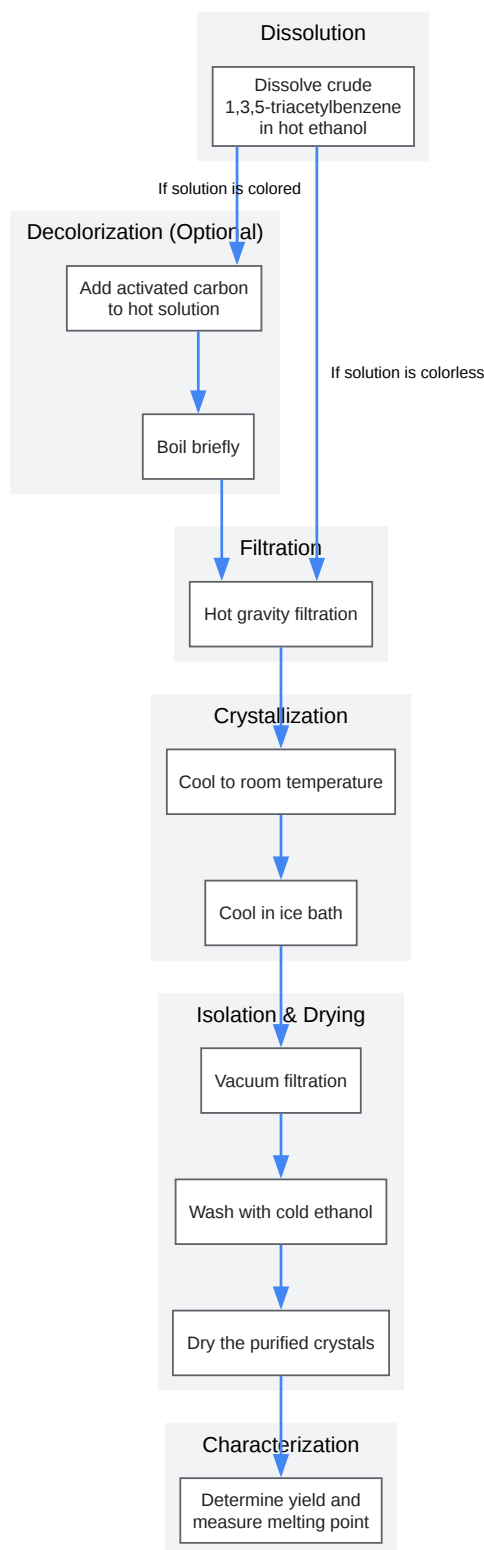 Dissolution
Dissolve crude
1,3,5-triacetylbenzene
in hot ethanol
If solution is colored
Decolorization (Optional)
Add activated carbon
to hot solution
If solution is colorless
Boil briefly
Filtration
Hot gravity filtration
Crystallization
Cool to room temperature
Cool in ice bath
Isolation & Drying
Vacuum filtration
Wash with cold ethanol
Dry the purified crystals
Characterization
Determine yield and
measure melting point